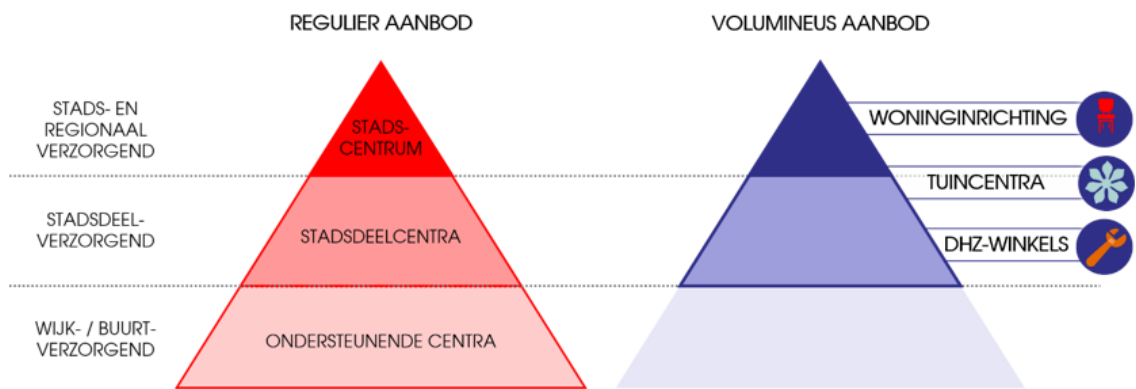 REGULIER AANBOD
VOLUMINEUS AANBOD
STADS- EN
REGIONAAL
VERZORGEND
STADS-
CENTRUM
WONINGINRICHTING
TUINCENTRA
STADSDEEL-
VERZORGEND
STADSDEELCENTRA
DHZ-WINKELS
WIJK- / BUURT-
VERZORGEND
ONDERSTEUNENDE CENTRA